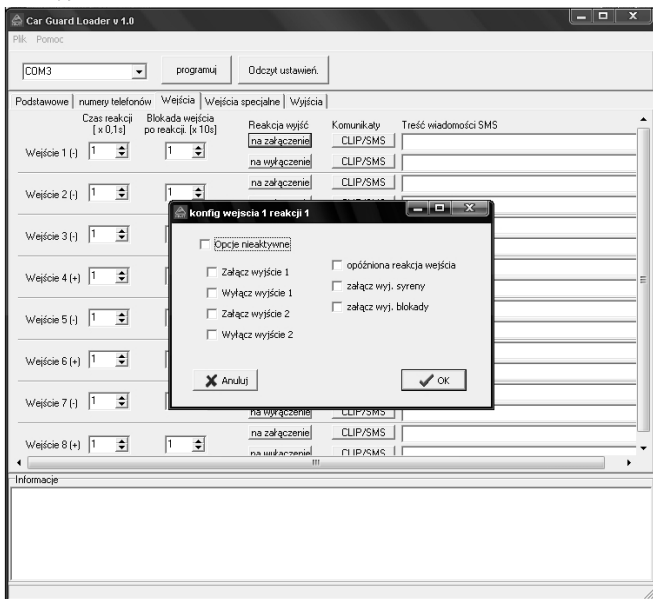 Car Guard Loader v 1.0
Plik Pomoc
COM3 programuj Odczyt ustawień.
Podstawowe numery telefonów Wejścia Wejścia specjalne Wyjścia
Czas reakcji [ x 0,1s] Blokada wejścia po reakcji. [x 10s] Reakcja wyjść Komunikaty Treść wiadomości SMS
Wejście 1 (-) 1 1 na załączenie CLIP/SMS
na wyłączenie CLIP/SMS
Wejście 2 (-) 1 1 na załączenie CLIP/SMS
konfig wejscia 1 reakcji 1
Wejście 3 (-) 1
Opcje nieaktywne
Załącz wyjście 1 opóźniona reakcja wejścia
Wejście 4 (+) 1
Wyłącz wyjście 1 załącz wyj. syreny
Załącz wyjście 2 załącz wyj. blokady
Wejście 5 (-) 1
Wyłącz wyjście 2
Wejście 6 (+) 1
Anuluj OK
Wejście 7 (-) 1
na wyłączenie CLIP/SMS
na załączenie CLIP/SMS
Wejście 8 (+) 1 1
na wyłączenie CLIP/SMS
Informacje